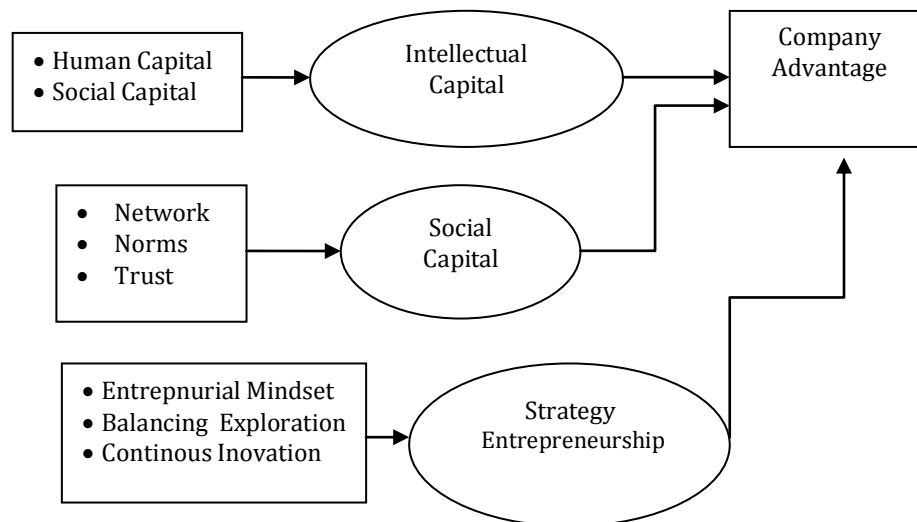 • Human Capital
• Social Capital
Intellectual
Capital
Company
Advantage
• Network
• Norms
• Trust
Social
Capital
• Entrepnurial Mindset
• Balancing Exploration
• Continous Inovation
Strategy
Entrepreneurship